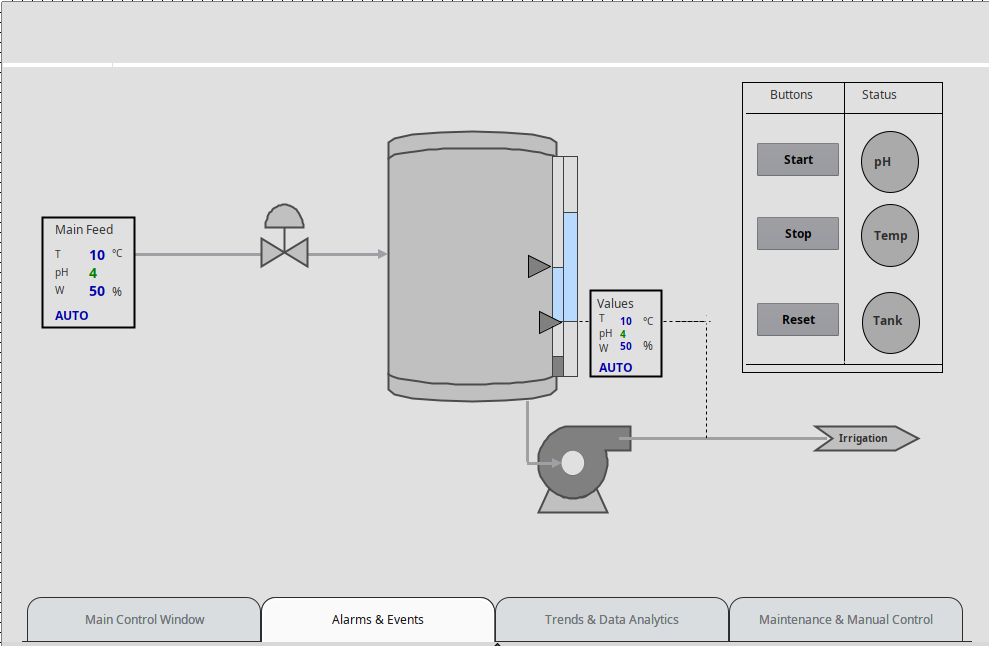 Main Feed
T 10 °C
pH 4
W 50 %
AUTO
Values
T 10 °C
pH 4
W 50 %
AUTO
Buttons Status
Start pH
Stop Temp
Reset Tank
Irrigation
Main Control Window Alarms & Events Trends & Data Analytics Maintenance & Manual Control